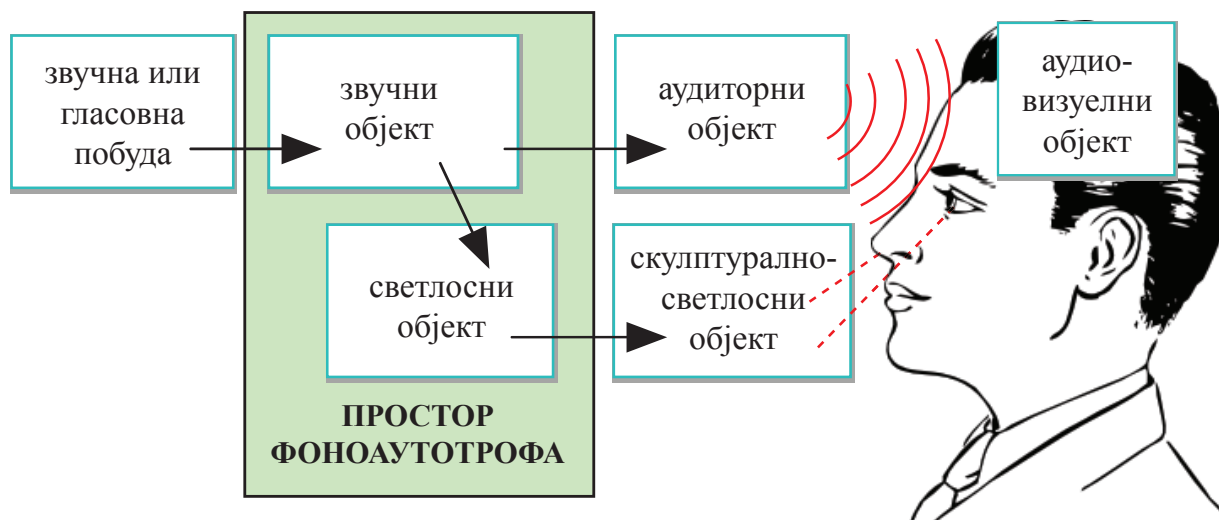 звучна или
гласовна
побуда
звучни
објект
аудиторни
објект
аудио-
визуелни
објект
светлосни
објект
скулптурално-
светлосни
објект
ПРОСТОР
ФОНОАУТОТРОФА